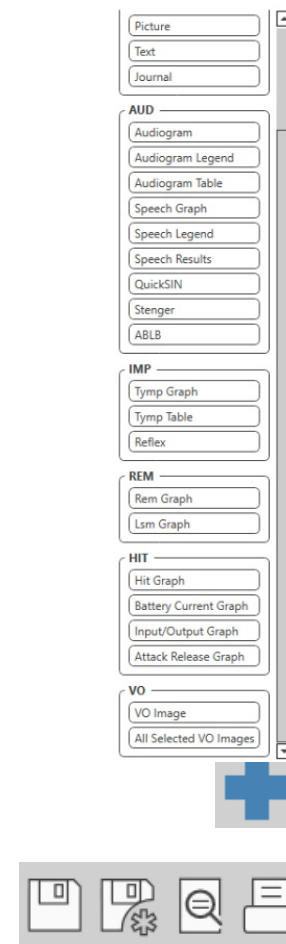 Picture
Text
Journal
AUD
Audiogram
Audiogram Legend
Audiogram Table
Speech Graph
Speech Legend
Speech Results
QuickSIN
Stenger
ABLB
IMP
Tymp Graph
Tymp Table
Reflex
REM
Rem Graph
Lsm Graph
HIT
Hit Graph
Battery Current Graph
Input/Output Graph
Attack Release Graph
VO
VO Image
All Selected VO Images